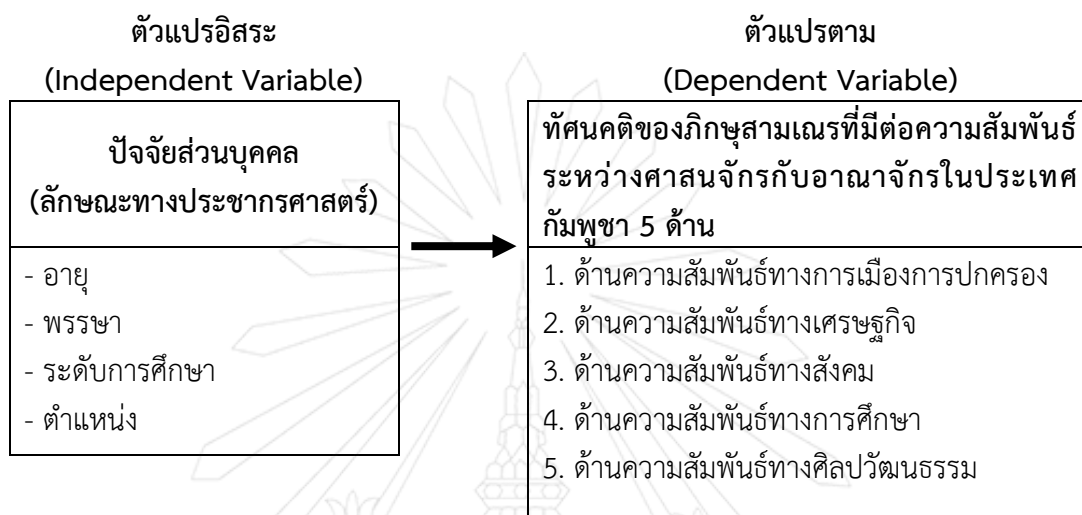 ตัวแปรอิสระ
(Independent Variable)
ปัจจัยส่วนบุคคล
(ลักษณะทางประชากรศาสตร์)
- อายุ
- พรรษา
- ระดับการศึกษา
- ตำแหน่ง
ตัวแปรตาม
(Dependent Variable)
ทัศนคติของภิกษุสามเณรที่มีต่อความสัมพันธ์
ระหว่างศาสนจักรกับอาณาจักรในประเทศ
กัมพูชา 5 ด้าน
1. ด้านความสัมพันธ์ทางการเมืองการปกครอง
2. ด้านความสัมพันธ์ทางเศรษฐกิจ
3. ด้านความสัมพันธ์ทางสังคม
4. ด้านความสัมพันธ์ทางการศึกษา
5. ด้านความสัมพันธ์ทางศิลปวัฒนธรรม